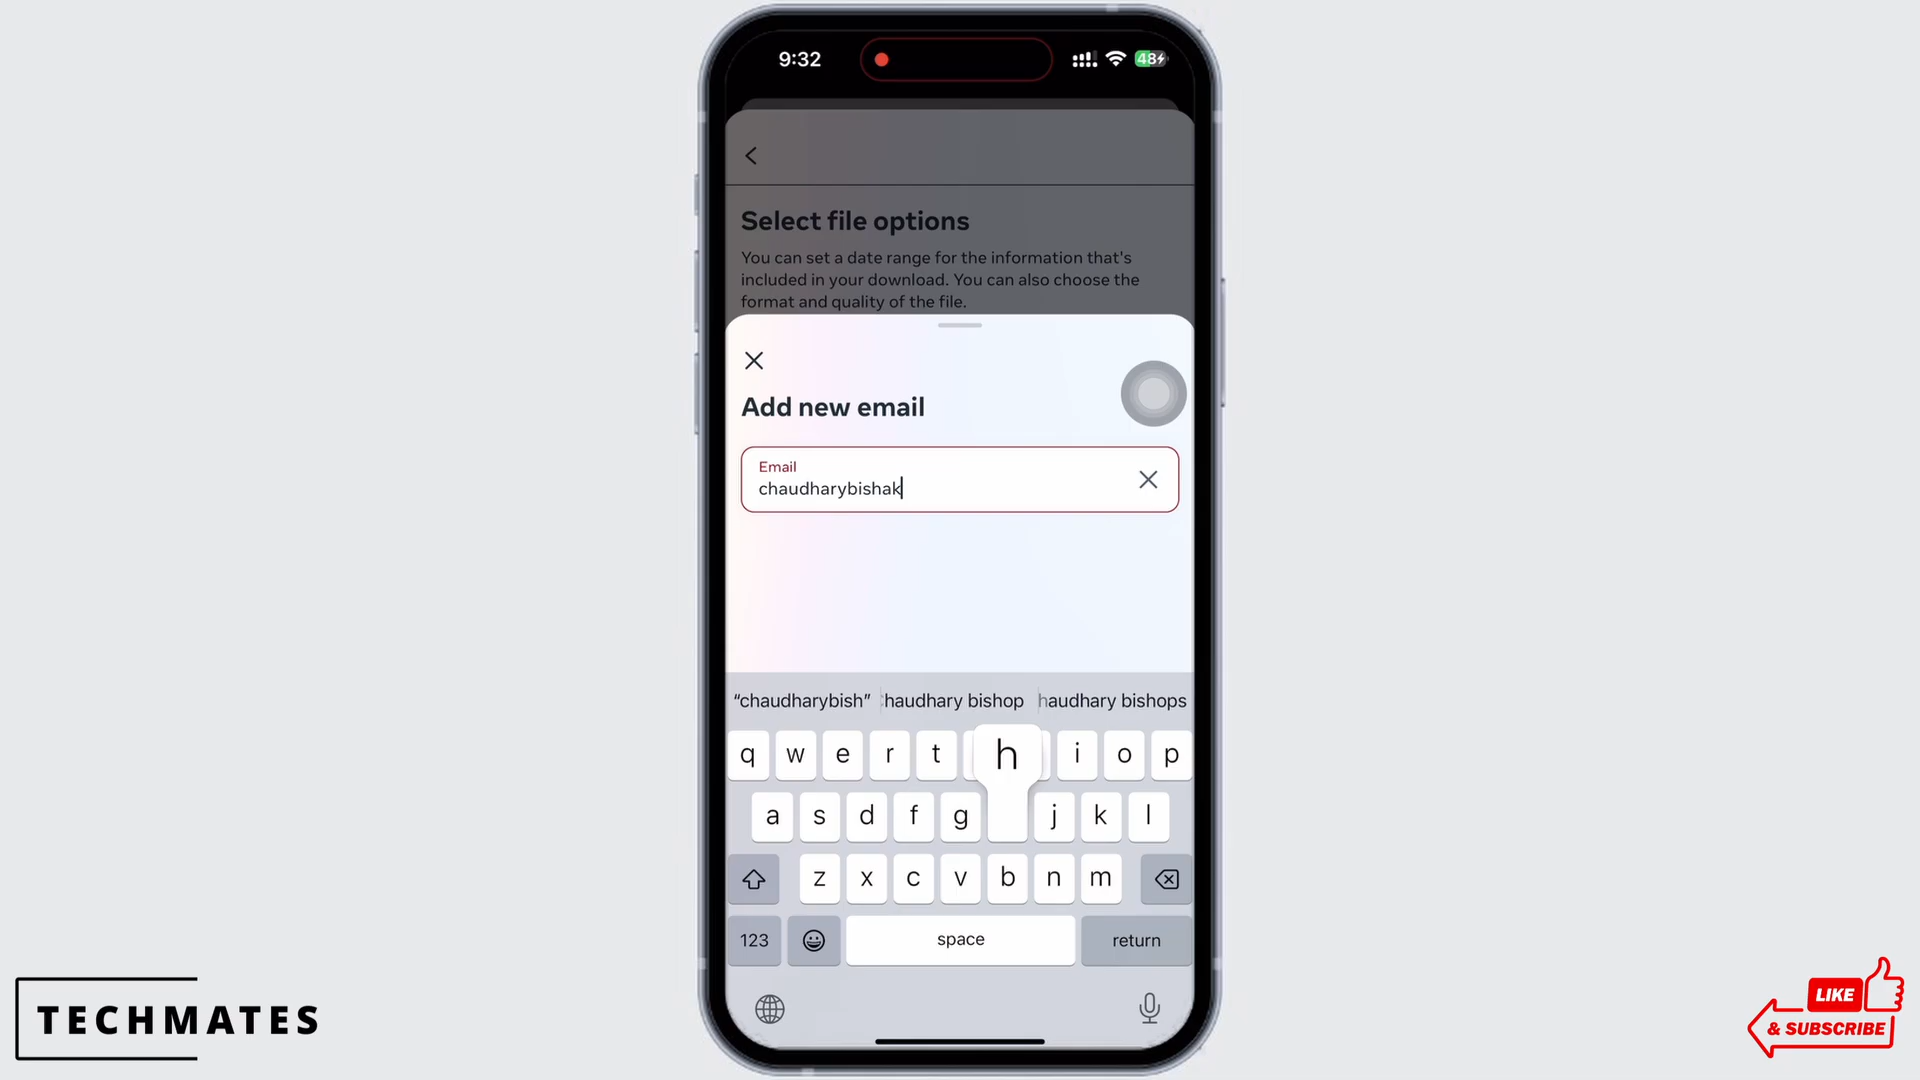 9:32
48
Select file options
You can set a date range for the information that's
included in your download. You can also choose the
format and quality of the file.
Add new email
Email
chaudharybishak
“chaudharybish” haudhary bishop haudhary bishops
q w e r t h i o p
a s d f g j k l
z x c v b n m
123 space return
TECHMATES
LIKE
& SUBSCRIBE